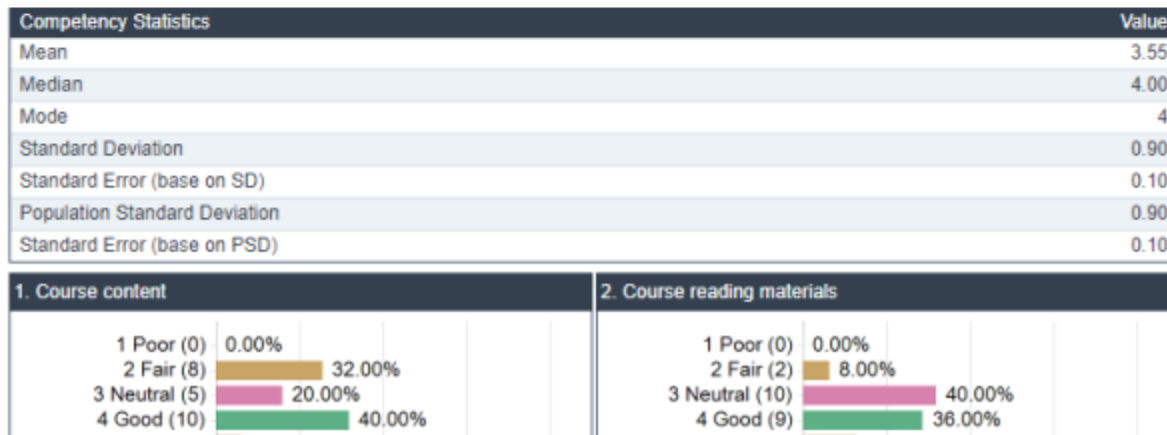 Competency Statistics Value
Mean 3.55
Median 4.00
Mode 4
Standard Deviation 0.90
Standard Error (base on SD) 0.10
Population Standard Deviation 0.90
Standard Error (base on PSD) 0.10
1. Course content
1 Poor (0) 0.00%
2 Fair (8) 32.00%
3 Neutral (5) 20.00%
4 Good (10) 40.00%
2. Course reading materials
1 Poor (0) 0.00%
2 Fair (2) 8.00%
3 Neutral (10) 40.00%
4 Good (9) 36.00%